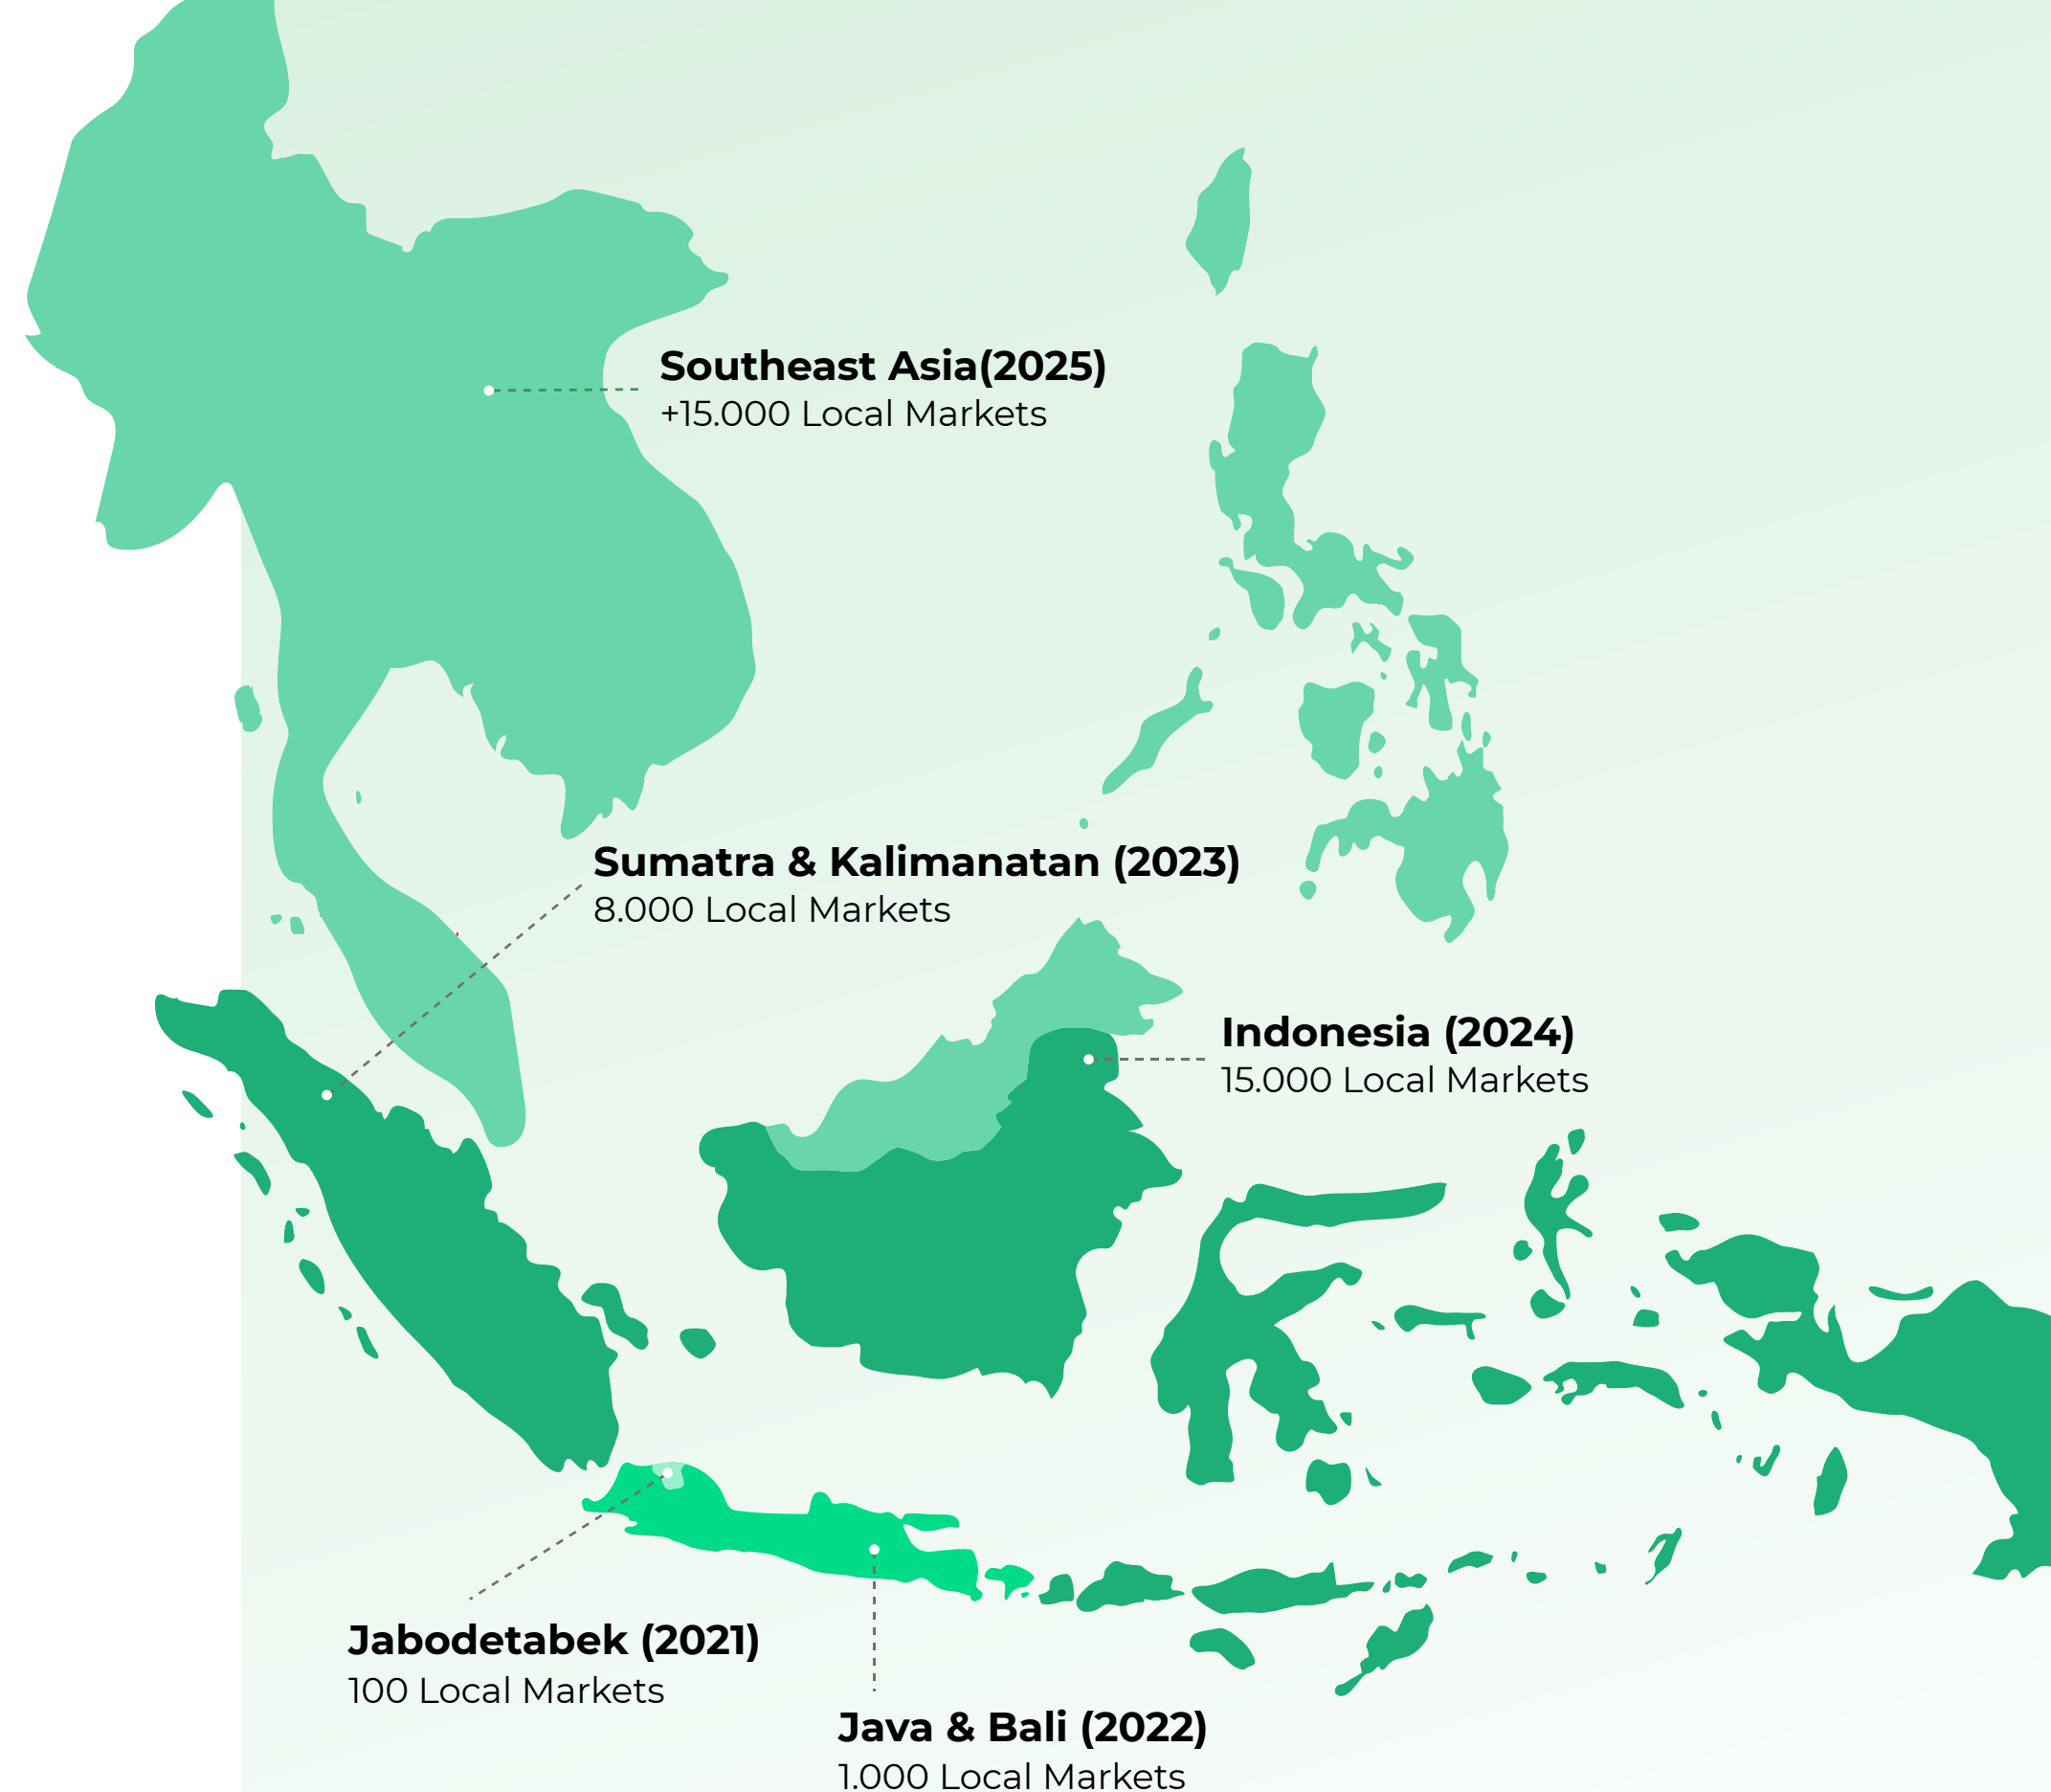 Southeast Asia(2025)
+15.000 Local Markets
Sumatra & Kalimanatan (2023)
8.000 Local Markets
Indonesia (2024)
15.000 Local Markets
Jabodetabek (2021)
100 Local Markets
Java & Bali (2022)
1.000 Local Markets